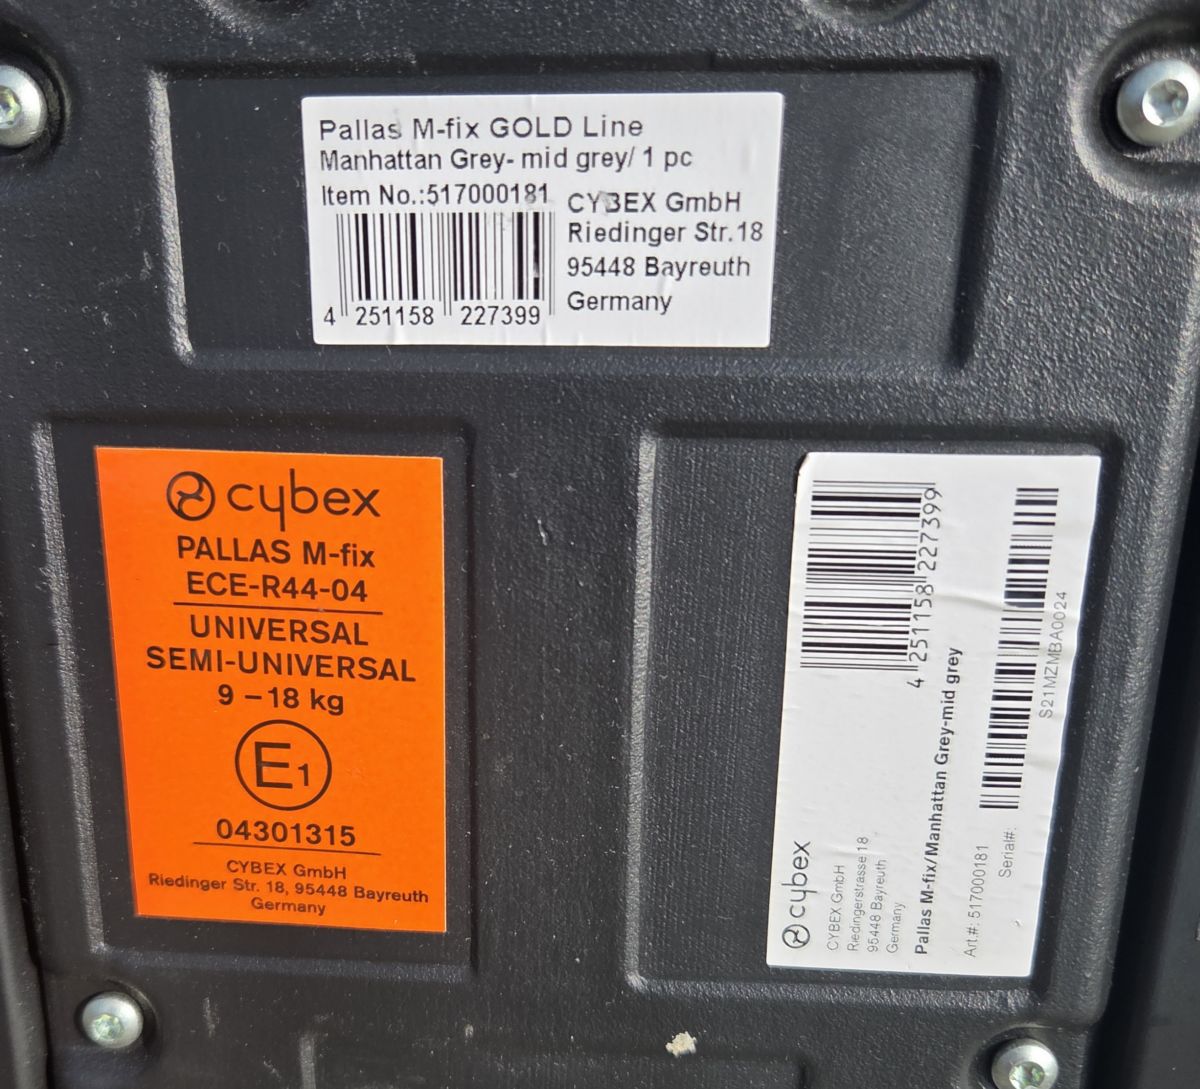 Pallas M-fix GOLD Line
Manhattan Grey- mid grey/ 1 pc
Item No.:517000181
4 251158 227399
CYBEX GmbH
Riedinger Str.18
95448 Bayreuth
Germany
cybex
PALLAS M-fix
ECE-R44-04
UNIVERSAL
SEMI-UNIVERSAL
9 – 18 kg
E1
04301315
CYBEX GmbH
Riedinger Str. 18, 95448 Bayreuth
Germany
cybex
CYBEX GmbH
Riedingerstrasse 18
95448 Bayreuth
Germany
4 251158 227399
Pallas M-fix/Manhattan Grey-mid grey
Art.#: 517000181
Serial#:
S21MZMBA0024